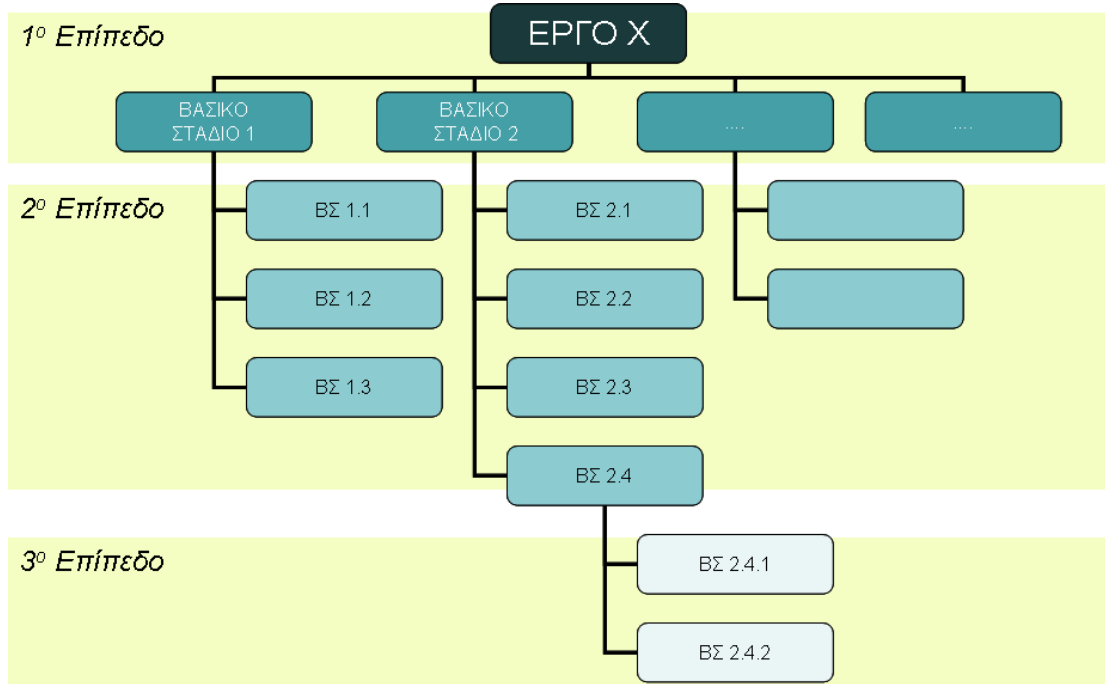 1ο Επίπεδο
ΕΡΓΟ Χ
ΒΑΣΙΚΟ
ΣΤΑΔΙΟ 1
ΒΑΣΙΚΟ
ΣΤΑΔΙΟ 2
....
....
2ο Επίπεδο
ΒΣ 1.1
ΒΣ 2.1
ΒΣ 1.2
ΒΣ 2.2
ΒΣ 1.3
ΒΣ 2.3
ΒΣ 2.4
3ο Επίπεδο
ΒΣ 2.4.1
ΒΣ 2.4.2